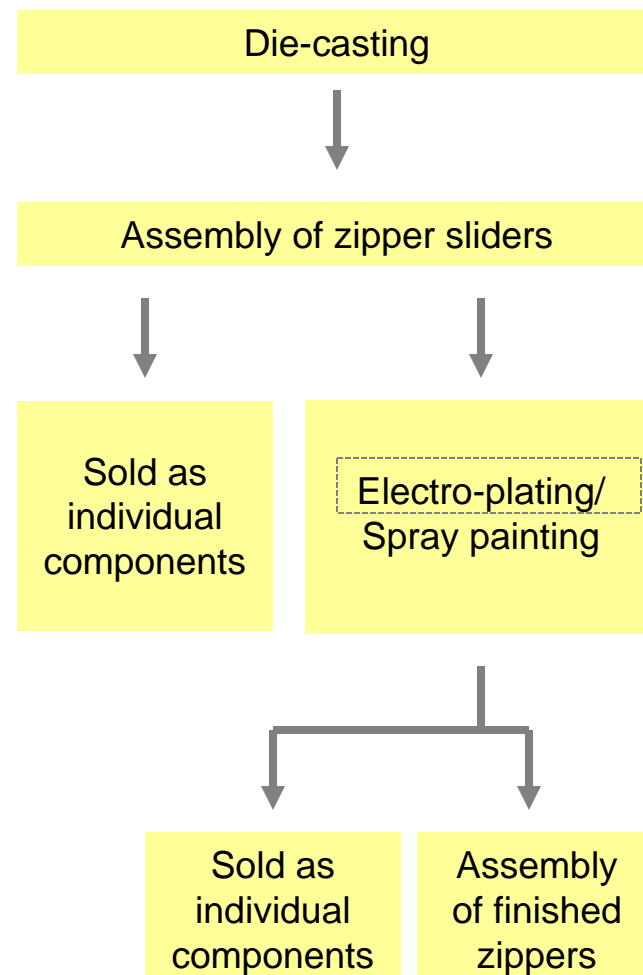 Die-casting
Assembly of zipper sliders
Sold as
individual
components
Electro-plating/
Spray painting
Sold as
individual
components
Assembly
of finished
zippers